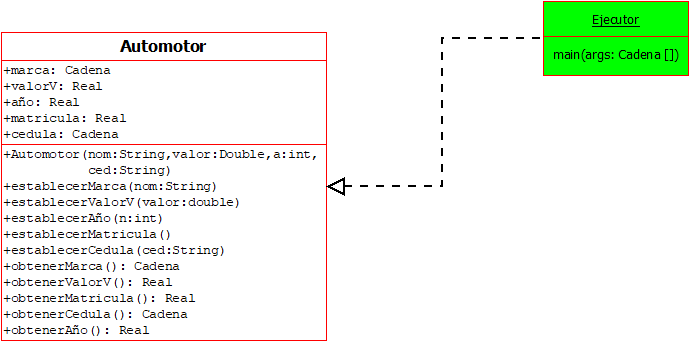 Automotor
+marca: Cadena
+valorV: Real
+año: Real
+matricula: Real
+cedula: Cadena
+Automotor(nom:String,valor:Double,a:int,
ced:String)
+establecerMarca(nom:String)
+establecerValorV(valor:double)
+establecerAño(n:int)
+establecerMatricula()
+establecerCedula(ced:String)
+obtenerMarca(): Cadena
+obtenerValorV(): Real
+obtenerMatricula(): Real
+obtenerCedula(): Cadena
+obtenerAño(): Real
Ejecutor
main(args: Cadena [])